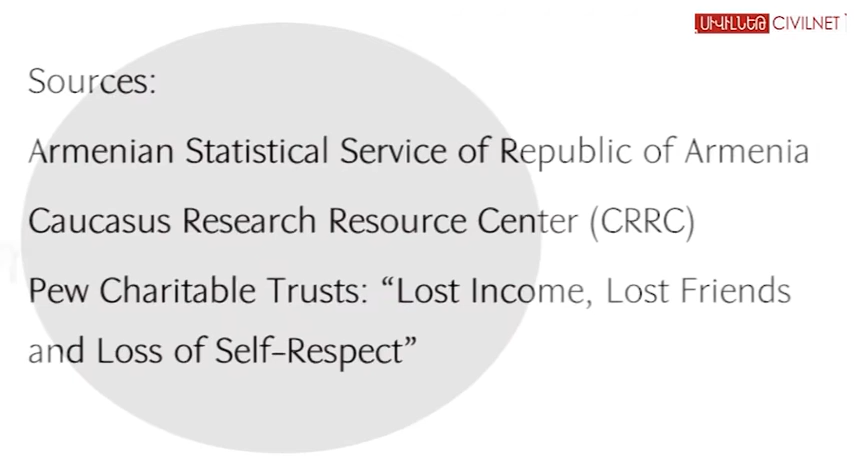 ՍԻՎԻԼՆԵԹ CIVILNET
Sources:
Armenian Statistical Service of Republic of Armenia
Caucasus Research Resource Center (CRRC)
Pew Charitable Trusts: “Lost Income, Lost Friends
and Loss of Self-Respect”